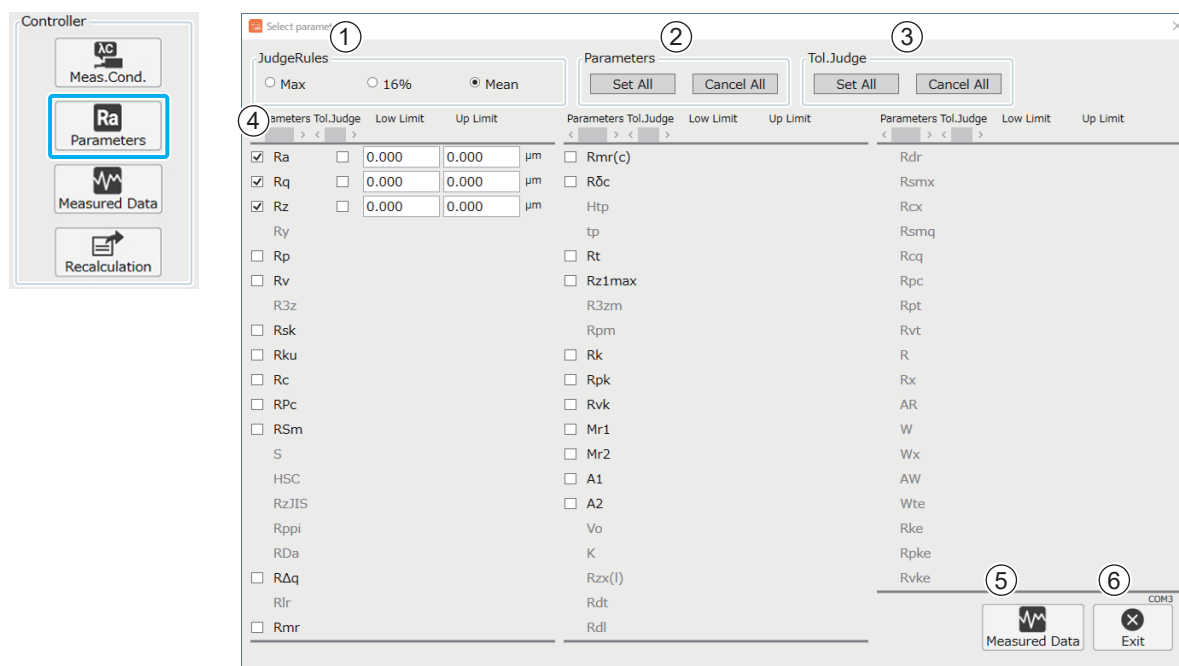 Controller
λC
Meas.Cond.
Ra
Parameters
Measured Data
Recalculation
Select parame
1
2
3
JudgeRules
Parameters
Tol.Judge
Max
16%
Mean
Set All
Cancel All
Set All
Cancel All
4
ameters Tol.Judge Low Limit Up Limit
Parameters Tol.Judge Low Limit Up Limit
Parameters Tol.Judge Low Limit Up Limit
Ra 0.000 0.000 µm
Rq 0.000 0.000 µm
Rz 0.000 0.000 µm
Ry
Rp
Rv
R3z
Rsk
Rku
Rc
RPc
RSm
S
HSC
RzJIS
Rppi
RDa
RΔq
Rlr
Rmr
Rmr(c)
Rδc
Htp
tp
Rt
Rz1max
R3zm
Rpm
Rk
Rpk
Rvk
Mr1
Mr2
A1
A2
Vo
K
Rzx(l)
Rdt
Rdl
Rdr
Rsmx
Rcx
Rsmq
Rcq
Rpc
Rpt
Rvt
R
Rx
AR
W
Wx
AW
Wte
Rke
Rpke
Rvke
5
6
COM3
Measured Data
Exit